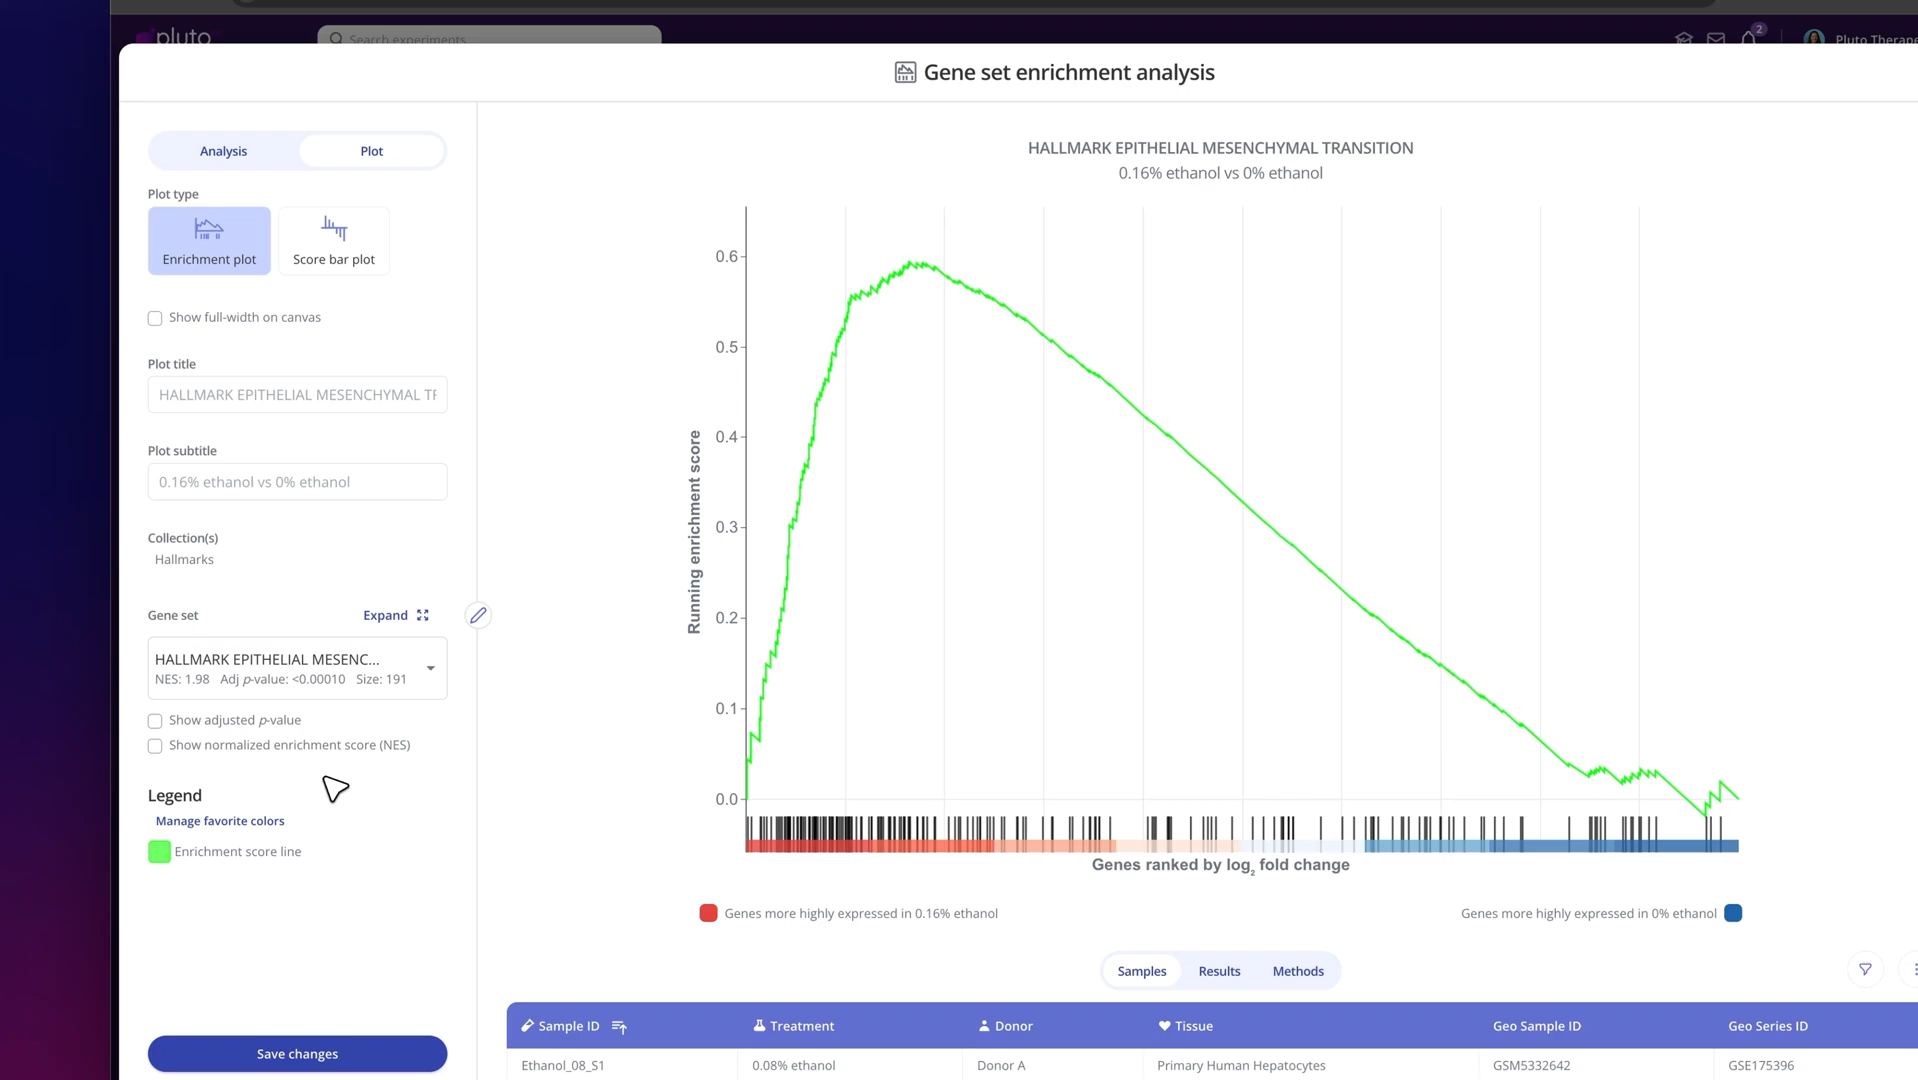 pluto
Search experiments
2
Pluto Therape
Gene set enrichment analysis
Analysis
Plot
Plot type
Enrichment plot
Score bar plot
Show full-width on canvas
Plot title
HALLMARK EPITHELIAL MESENCHYMAL TR
Plot subtitle
0.16% ethanol vs 0% ethanol
Collection(s)
Hallmarks
Gene set
Expand
HALLMARK EPITHELIAL MESENC...
NES: 1.98 Adj p-value: <0.00010 Size: 191
Show adjusted p-value
Show normalized enrichment score (NES)
Legend
Manage favorite colors
Enrichment score line
Save changes
HALLMARK EPITHELIAL MESENCHYMAL TRANSITION
0.16% ethanol vs 0% ethanol
Running enrichment score
0.6
0.5
0.4
0.3
0.2
0.1
0.0
Genes ranked by log2 fold change
Genes more highly expressed in 0.16% ethanol
Genes more highly expressed in 0% ethanol
Samples
Results
Methods
Sample ID
Treatment
Donor
Tissue
Geo Sample ID
Geo Series ID
Ethanol_08_S1
0.08% ethanol
Donor A
Primary Human Hepatocytes
GSM5332642
GSE175396